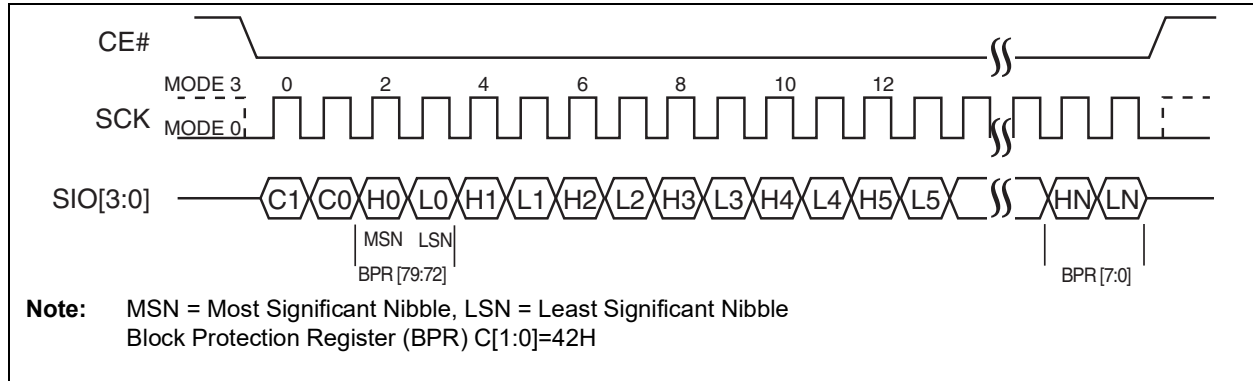 CE#
MODE 3 0 2 4 6 8 10 12
SCK
MODE 0
SIO[3:0] C1 C0 H0 L0 H1 L1 H2 L2 H3 L3 H4 L4 H5 L5 HN LN
MSN LSN
BPR [79:72] BPR [7:0]
Note: MSN = Most Significant Nibble, LSN = Least Significant Nibble
Block Protection Register (BPR) C[1:0]=42H